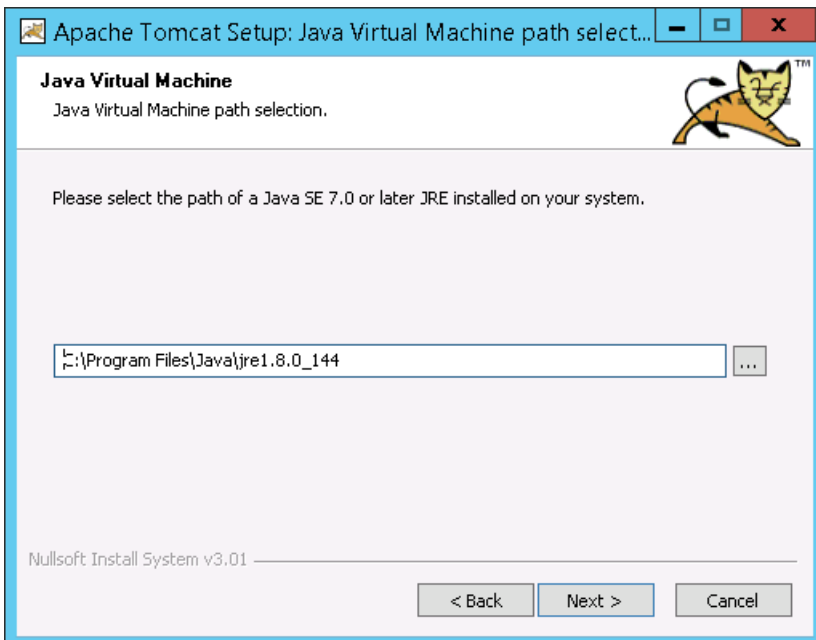 Apache Tomcat Setup: Java Virtual Machine path select...
Java Virtual Machine
TM
Java Virtual Machine path selection.
Please select the path of a Java SE 7.0 or later JRE installed on your system.
C:\Program Files\Java\jre1.8.0_144
...
Nullsoft Install System v3.01
< Back
Next >
Cancel